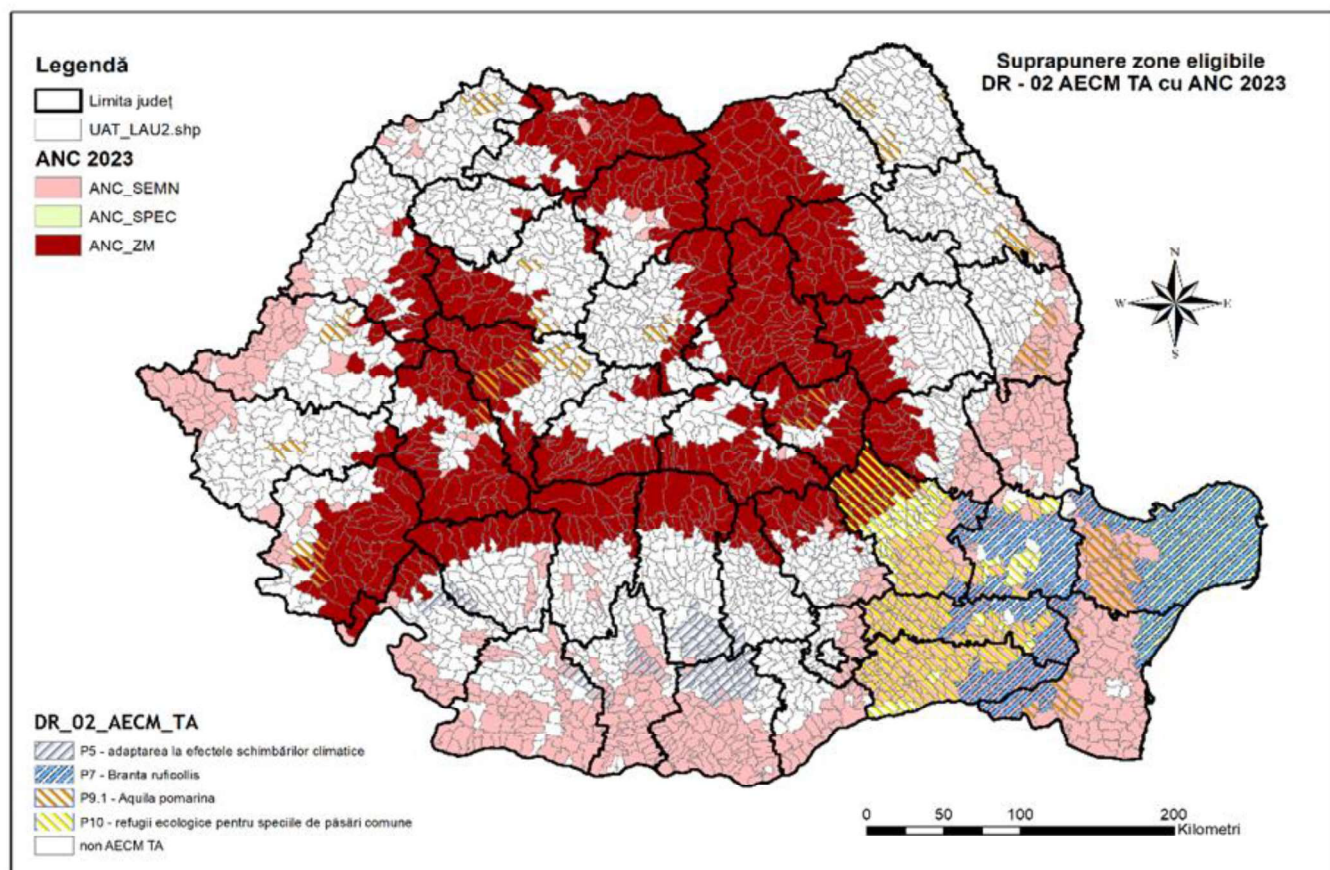 Suprapunere zone eligibile
DR - 02 AECM TA cu ANC 2023
Legendă
Limita județ
UAT_LAU2.shp
ANC 2023
ANC_SEMN
ANC_SPEC
ANC_ZM
N
W
E
S
DR_02_AECM_TA
P5 - adaptarea la efectele schimbărilor climatice
P7 - Branta ruficollis
P9.1 - Aquila pomarina
P10 - refugii ecologice pentru speciile de păsări comune
non AECM TA
0 50 100 200
Kilometri